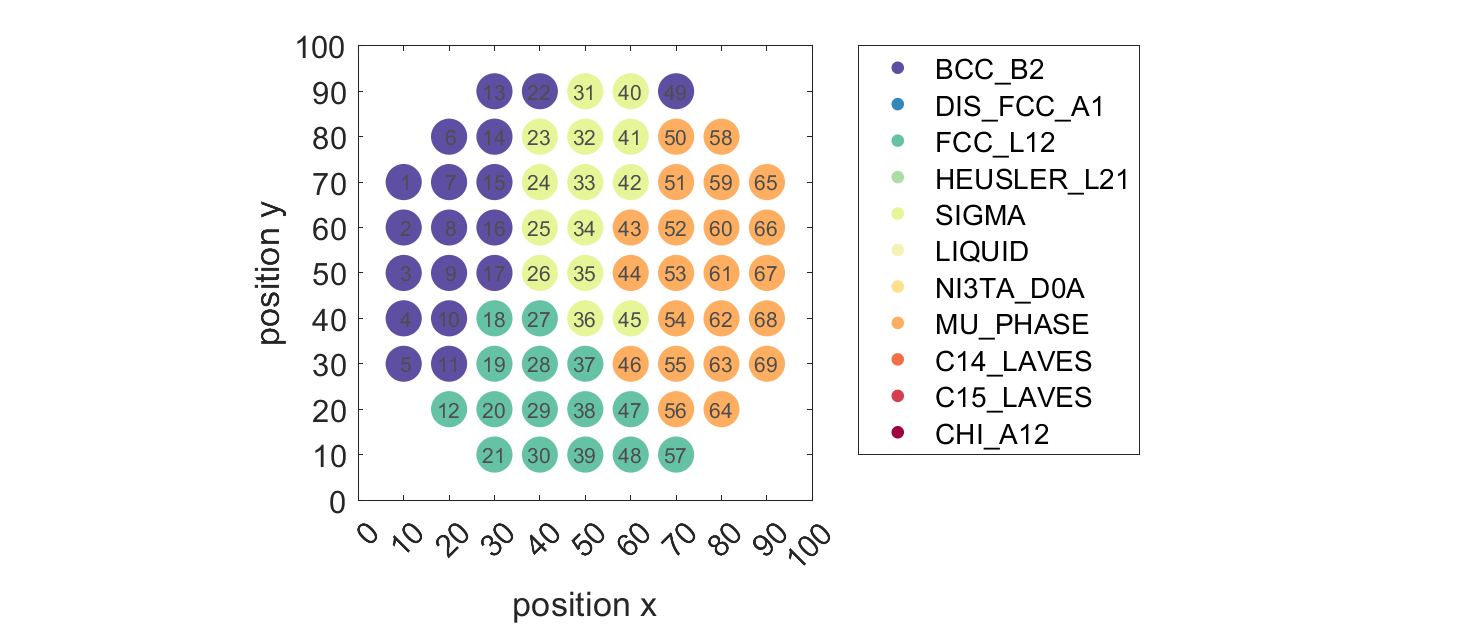 100
90
80
70
60
50
40
30
20
10
0
position y
13 22 31 40 49
6 14 23 32 41 50 58
1 7 15 24 33 42 51 59 65
2 8 16 25 34 43 52 60 66
3 9 17 26 35 44 53 61 67
4 10 18 27 36 45 54 62 68
5 11 19 28 37 46 55 63 69
12 20 29 38 47 56 64
21 30 39 48 57
0 10 20 30 40 50 60 70 80 90 100
position x
BCC_B2
DIS_FCC_A1
FCC_L12
HEUSLER_L21
SIGMA
LIQUID
NI3TA_D0A
MU_PHASE
C14_LAVES
C15_LAVES
CHI_A12